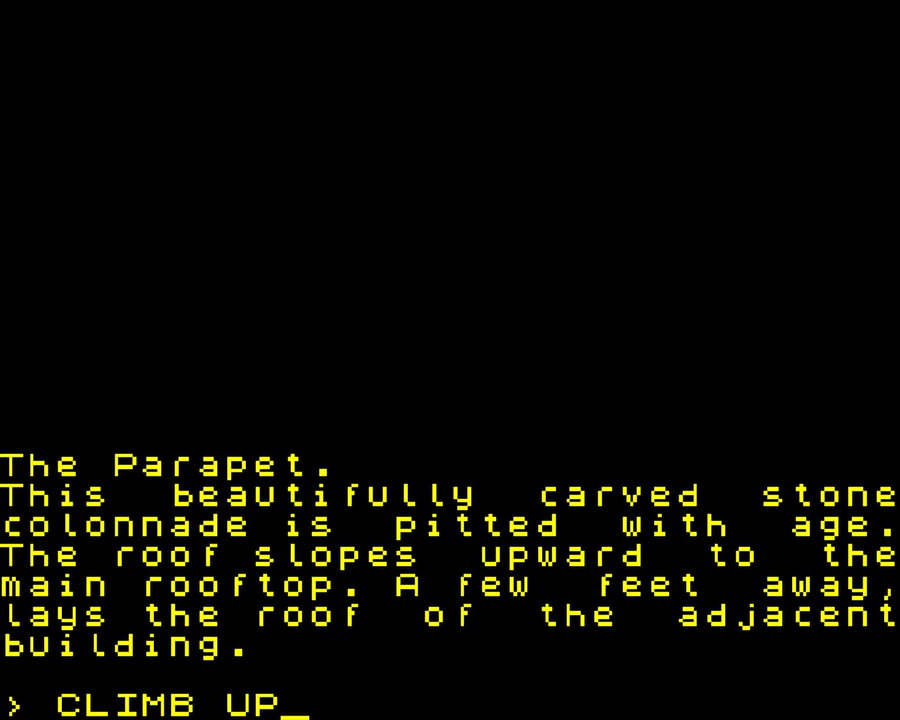 The Parapet.
This beautifully carved stone
colonnade is pitted with age.
The roof slopes upward to the
main rooftop. A few feet away,
lays the roof of the adjacent
building.
> CLIMB UP_